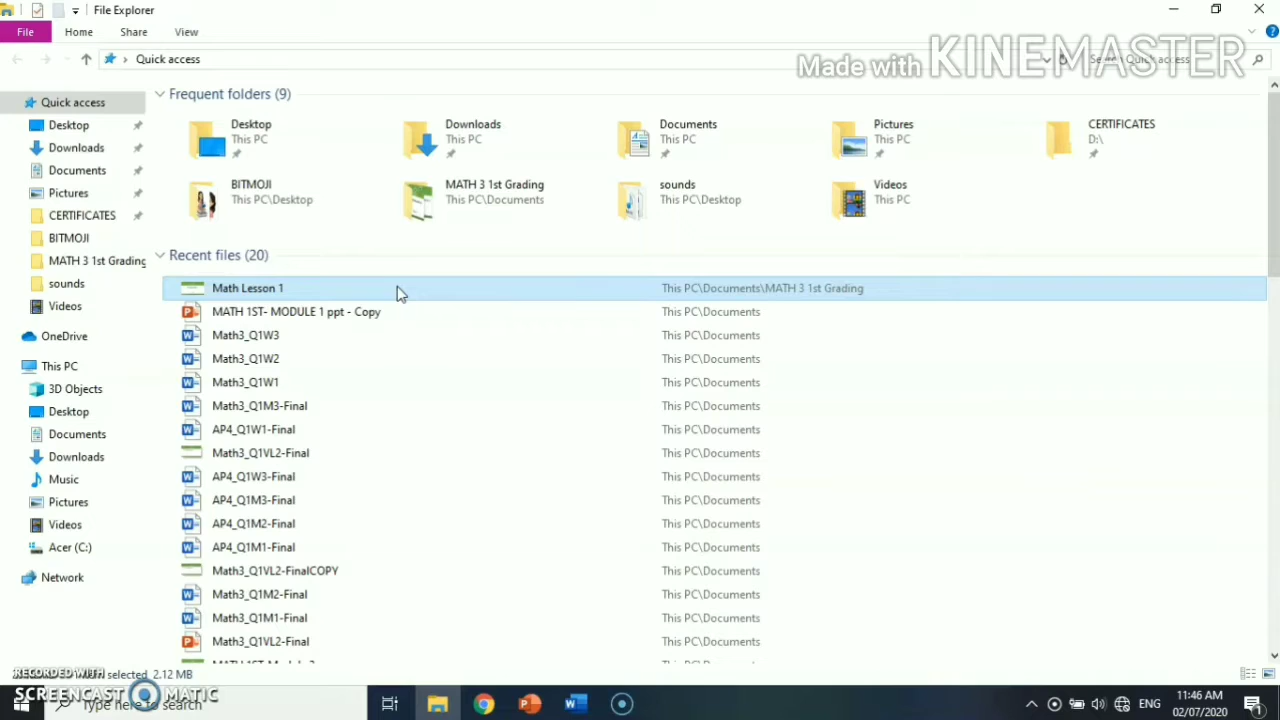 File Explorer
File Home Share View
Quick access Search Quick access
Made with KINEMASTER
Quick access
Desktop
Downloads
Documents
Pictures
CERTIFICATES
BITMOJI
MATH 3 1st Grading
sounds
Videos
OneDrive
This PC
3D Objects
Desktop
Documents
Downloads
Music
Pictures
Videos
Acer (C:)
Network
Frequent folders (9)
Desktop
This PC
Downloads
This PC
Documents
This PC
Pictures
This PC
CERTIFICATES
D:\
BITMOJI
This PC\Desktop
MATH 3 1st Grading
This PC\Documents
sounds
This PC\Desktop
Videos
This PC
Recent files (20)
Math Lesson 1 This PC\Documents\MATH 3 1st Grading
MATH 1ST- MODULE 1 ppt - Copy This PC\Documents
Math3_Q1W3 This PC\Documents
Math3_Q1W2 This PC\Documents
Math3_Q1W1 This PC\Documents
Math3_Q1M3-Final This PC\Documents
AP4_Q1W1-Final This PC\Documents
Math3_Q1VL2-Final This PC\Documents
AP4_Q1W3-Final This PC\Documents
AP4_Q1M3-Final This PC\Documents
AP4_Q1M2-Final This PC\Documents
AP4_Q1M1-Final This PC\Documents
Math3_Q1VL2-FinalCOPY This PC\Documents
Math3_Q1M2-Final This PC\Documents
Math3_Q1M1-Final This PC\Documents
Math3_Q1VL2-Final This PC\Documents
selected 2.12 MB
RECORDED WITH
SCREENCAST MATIC
Type here to search
ENG
11:46 AM
02/07/2020